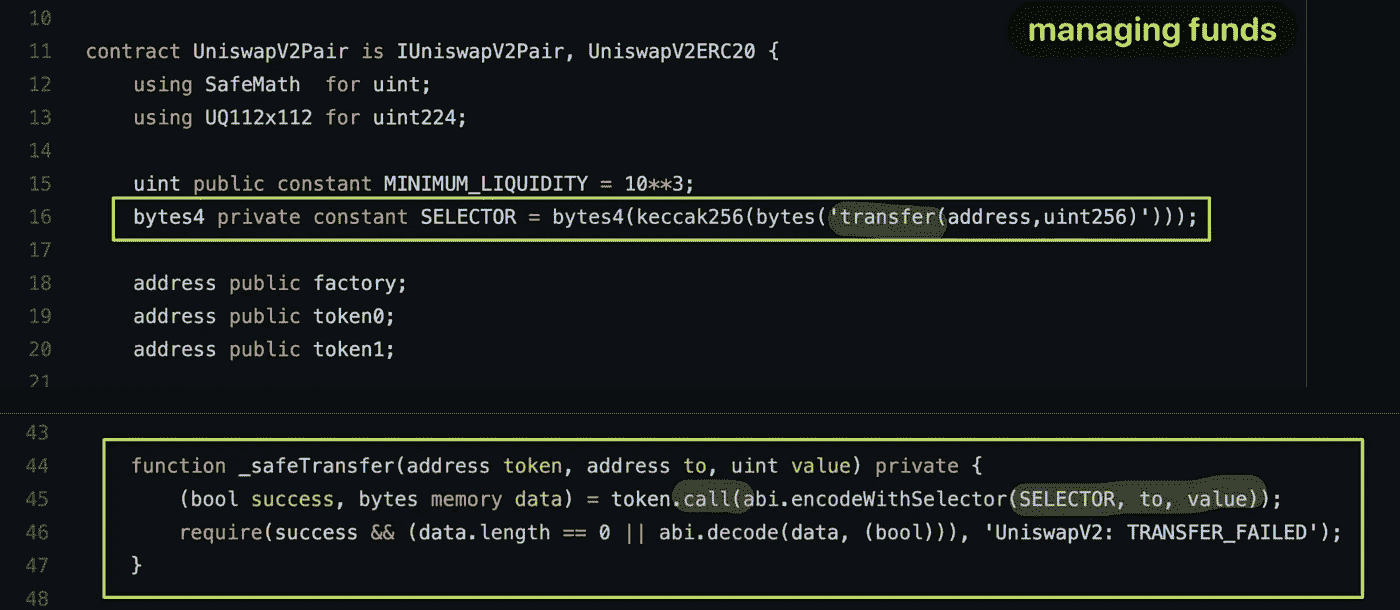 managing funds
10
11 contract UniswapV2Pair is IUniswapV2Pair, UniswapV2ERC20 {
12 using SafeMath  for uint;
13 using UQ112x112 for uint224;
14
15 uint public constant MINIMUM_LIQUIDITY = 10**3;
16 bytes4 private constant SELECTOR = bytes4(keccak256(bytes('transfer(address,uint256)')));
17
18 address public factory;
19 address public token0;
20 address public token1;
21
43
44 function _safeTransfer(address token, address to, uint value) private {
45 (bool success, bytes memory data) = token.call(abi.encodeWithSelector(SELECTOR, to, value));
46 require(success && (data.length == 0 || abi.decode(data, (bool))), 'UniswapV2: TRANSFER_FAILED');
47 }
48